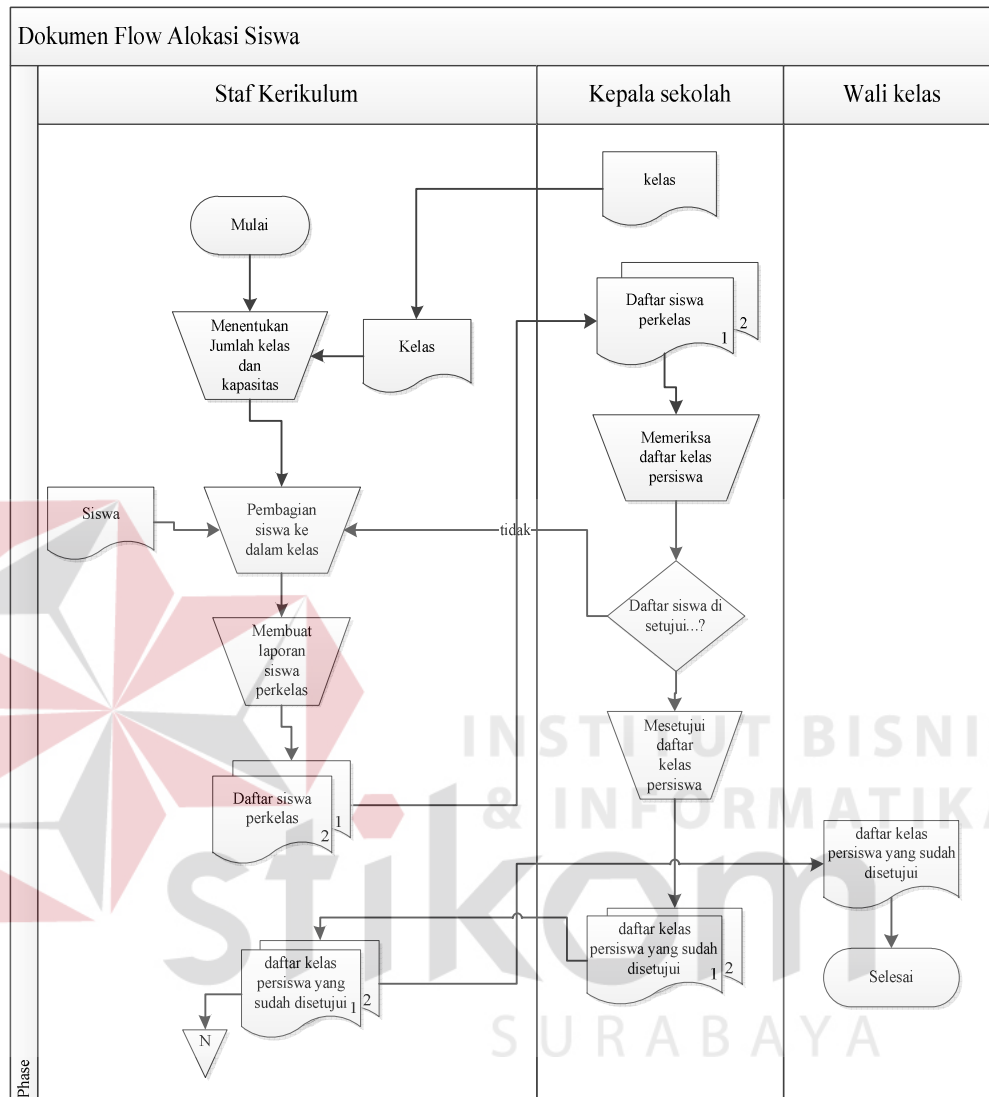 Dokumen Flow Alokasi Siswa
Staf Kerikulum
Kepala sekolah
Wali kelas
Phase
Mulai
Menentukan
Jumlah kelas
dan
kapasitas
Kelas
Siswa
Pembagian
siswa ke
dalam kelas
Membuat
laporan
siswa
perkelas
Daftar siswa
perkelas
2
1
daftar kelas
persiswa yang
sudah disetujui
1
2
N
kelas
Daftar siswa
perkelas
1
2
Memeriksa
daftar kelas
persiswa
tidak
Daftar siswa di
setujui...?
Mesetujui
daftar
kelas
persiswa
daftar kelas
persiswa yang sudah
disetujui
1
2
daftar kelas
persiswa yang sudah
disetujui
Selesai
INSTITUT BISNI
& INFORMATIKA
stikom
SURABAYA